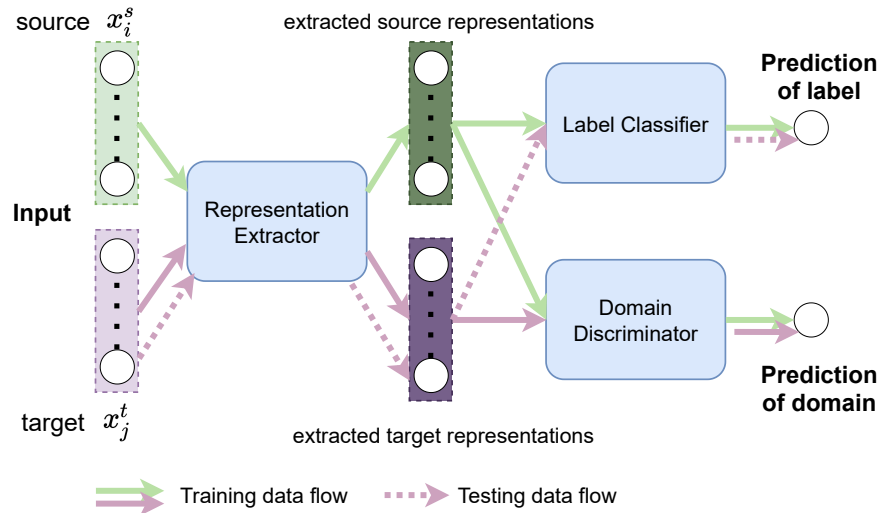 source x_i^s
extracted source representations
Prediction
of label
Label Classifier
Input
Representation
Extractor
Domain
Discriminator
Prediction
of domain
target x_j^t
extracted target representations
Training data flow
Testing data flow